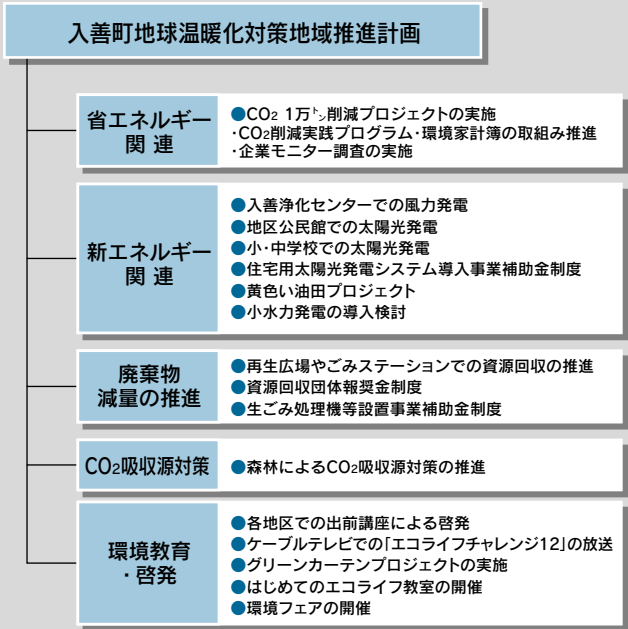 入善町地球温暖化対策地域推進計画
省エネルギー
関 連
●CO₂ 1万㌧削減プロジェクトの実施
・CO₂削減実践プログラム・環境家計簿の取組み推進
・企業モニター調査の実施
新エネルギー
関 連
●入善浄化センターでの風力発電
●地区公民館での太陽光発電
●小・中学校での太陽光発電
●住宅用太陽光発電システム導入事業補助金制度
●黄色い油田プロジェクト
●小水力発電の導入検討
廃棄物
減量の推進
●再生広場やごみステーションでの資源回収の推進
●資源回収団体報奨金制度
●生ごみ処理機等設置事業補助金制度
CO₂吸収源対策
●森林によるCO₂吸収源対策の推進
環境教育
・啓発
●各地区での出前講座による啓発
●ケーブルテレビでの「エコライフチャレンジ12」の放送
●グリーンカーテンプロジェクトの実施
●はじめてのエコライフ教室の開催
●環境フェアの開催